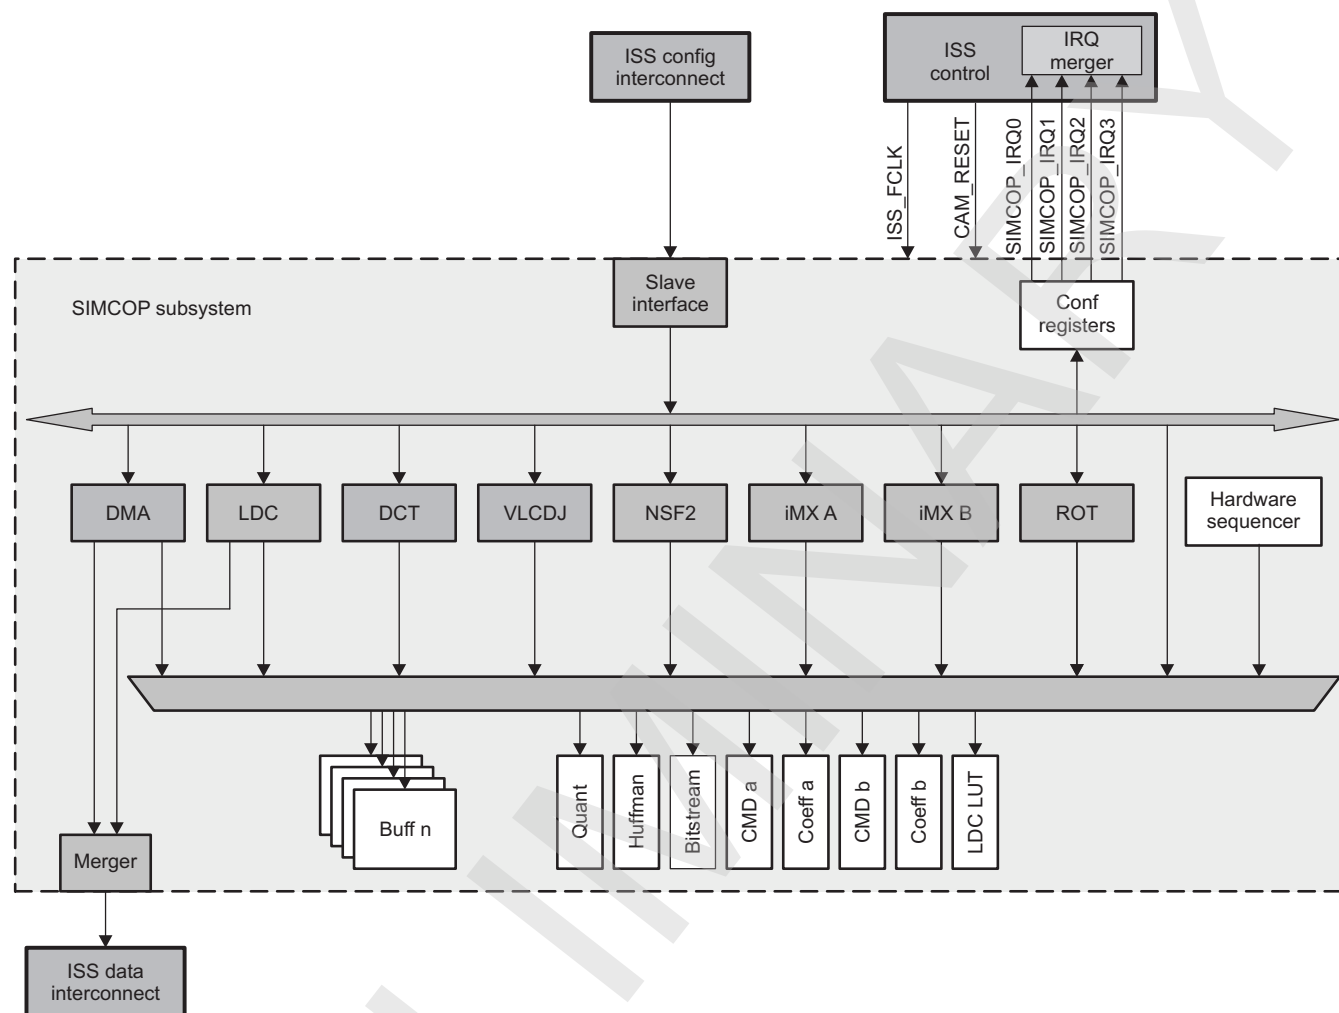 ISS config
interconnect
ISS
control
IRQ
merger
ISS_FCLK
CAM_RESET
SIMCOP_IRQ0
SIMCOP_IRQ1
SIMCOP_IRQ2
SIMCOP_IRQ3
SIMCOP subsystem
Slave
interface
Conf
registers
DMA
LDC
DCT
VLCDJ
NSF2
iMX A
iMX B
ROT
Hardware
sequencer
Buff n
Quant
Huffman
Bitstream
CMD a
Coeff a
CMD b
Coeff b
LDC LUT
Merger
ISS data
interconnect
IMINARY